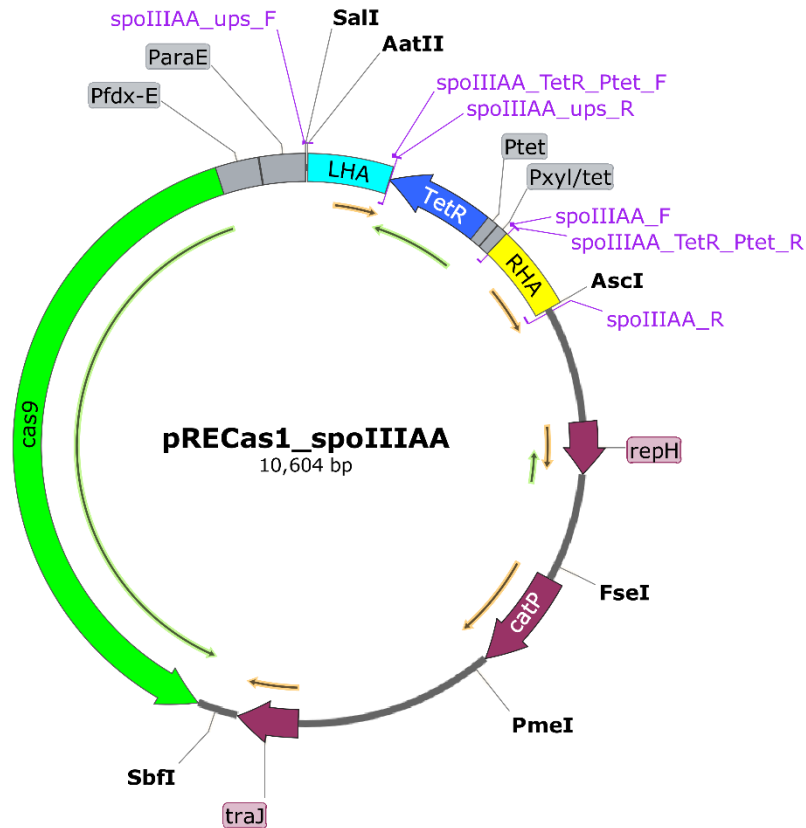 spoIIIAA_ups_F
SalI
AatII
ParaE
Pfdx-E
spoIIIAA_TetR_Ptet_F
spoIIIAA_ups_R
Ptet
Pxyl/tet
LHA
TetR
spoIIIAA_F
spoIIIAA_TetR_Ptet_R
RHA
AscI
spoIIIAA_R
cas9
pRECas1_spoIIIAA
10,604 bp
repH
FseI
catP
PmeI
SbfI
traJ